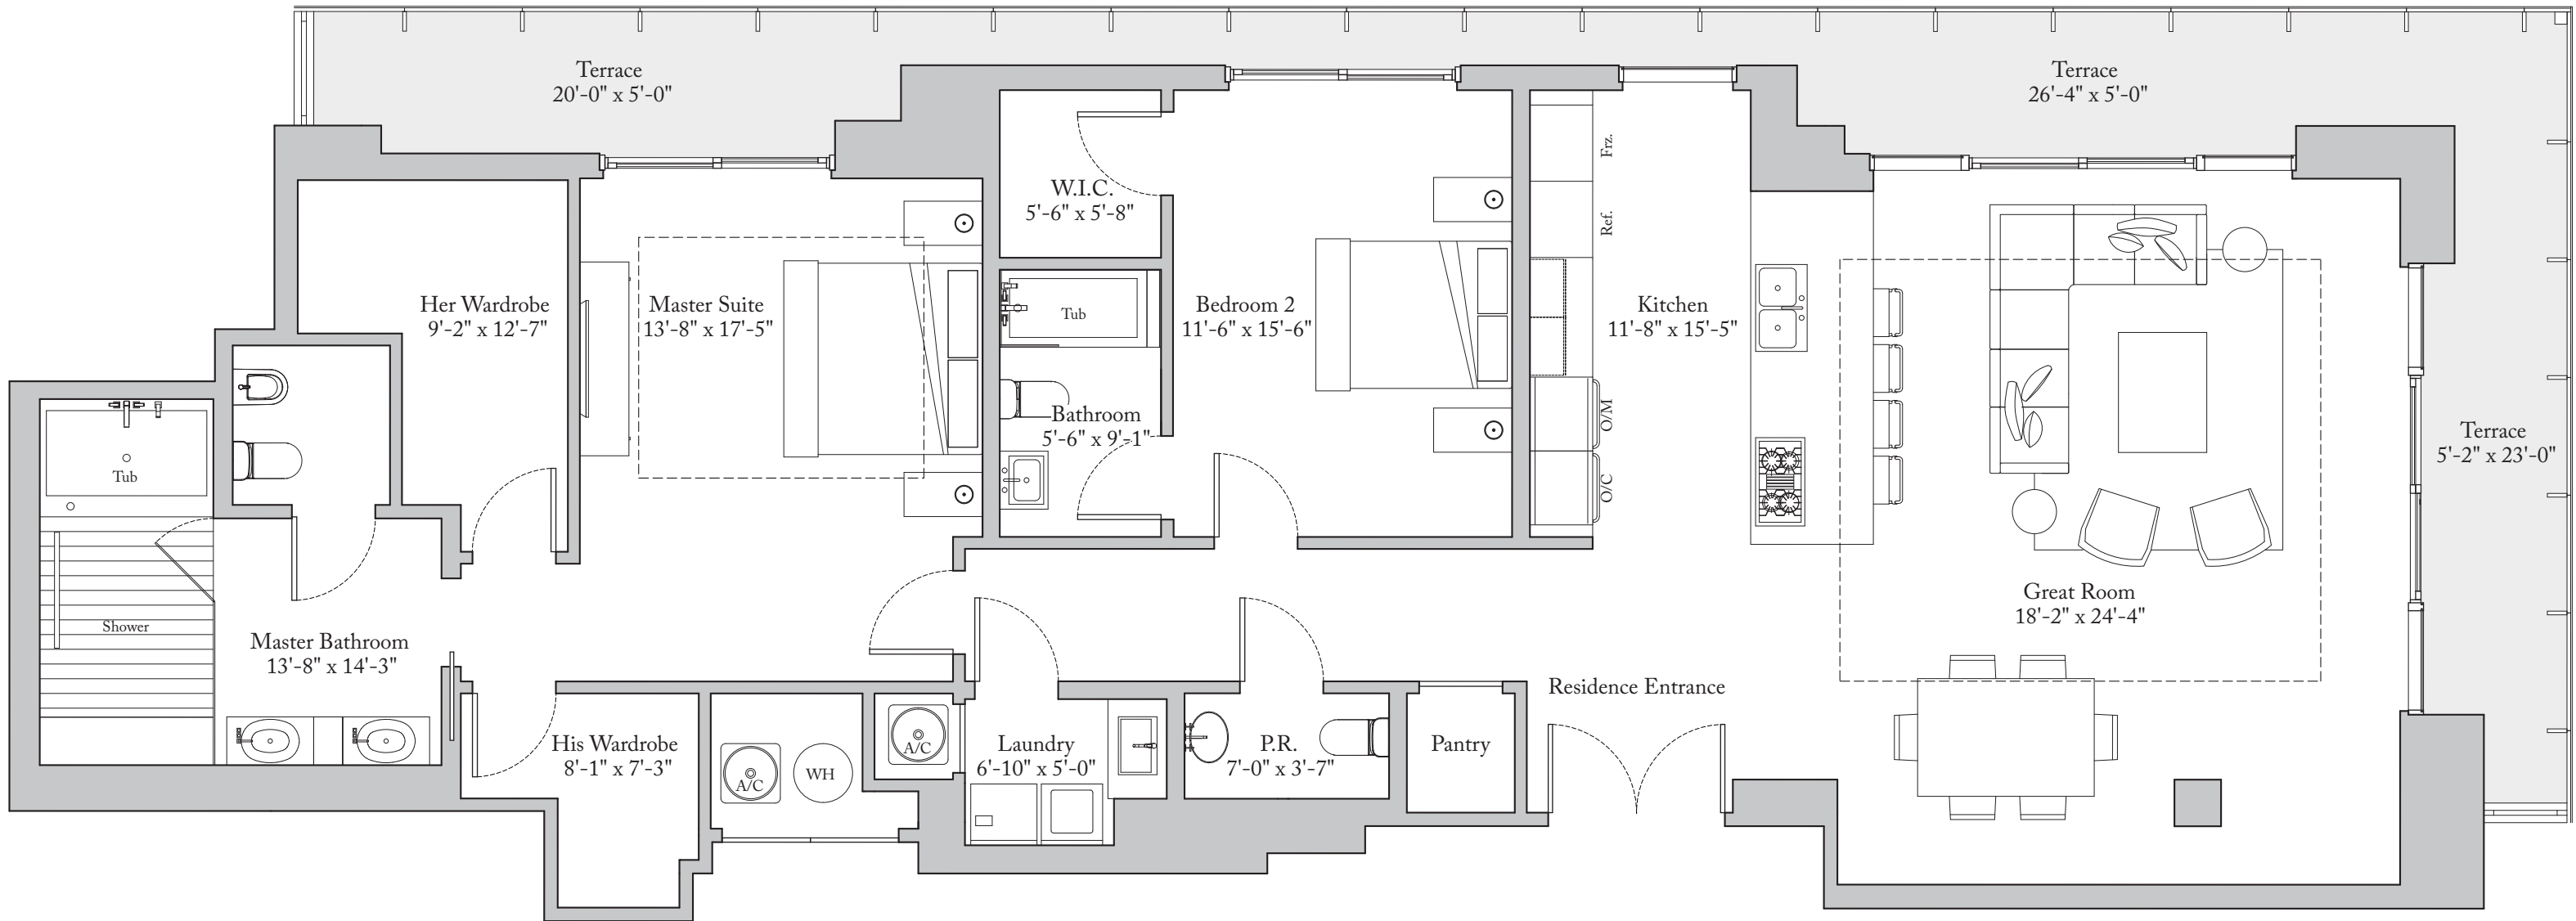 Terrace
20'-0" x 5'-0"
Terrace
26'-4" x 5'-0"
Frz.
W.I.C.
5'-6" x 5'-8"
Ref.
Her Wardrobe
9'-2" x 12'-7"
Master Suite
13'-8" x 17'-5"
Tub
Bedroom 2
11'-6" x 15'-6"
Kitchen
11'-8" x 15'-5"
Bathroom
5'-6" x 9'-1"
O/M
Terrace
5'-2" x 23'-0"
Tub
O/C
Great Room
18'-2" x 24'-4"
Shower
Master Bathroom
13'-8" x 14'-3"
Residence Entrance
His Wardrobe
8'-1" x 7'-3"
A/C
WH
A/C
Laundry
6'-10" x 5'-0"
P.R.
7'-0" x 3'-7"
Pantry